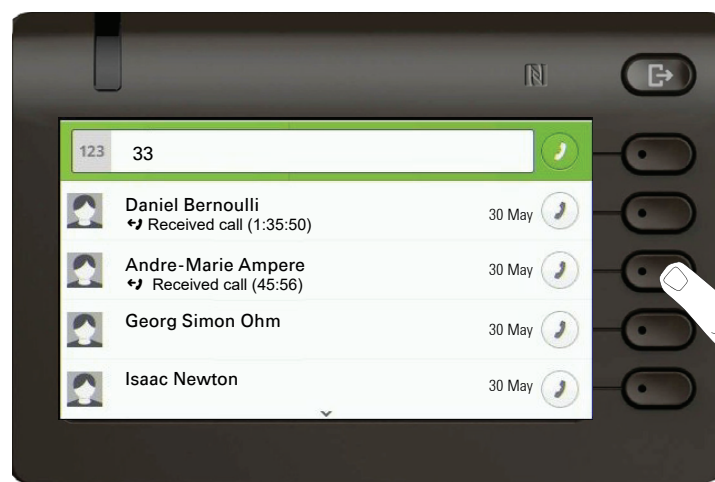 123 33
Daniel Bernoulli
Received call (1:35:50) 30 May
Andre-Marie Ampere
Received call (45:56) 30 May
Georg Simon Ohm 30 May
Isaac Newton 30 May